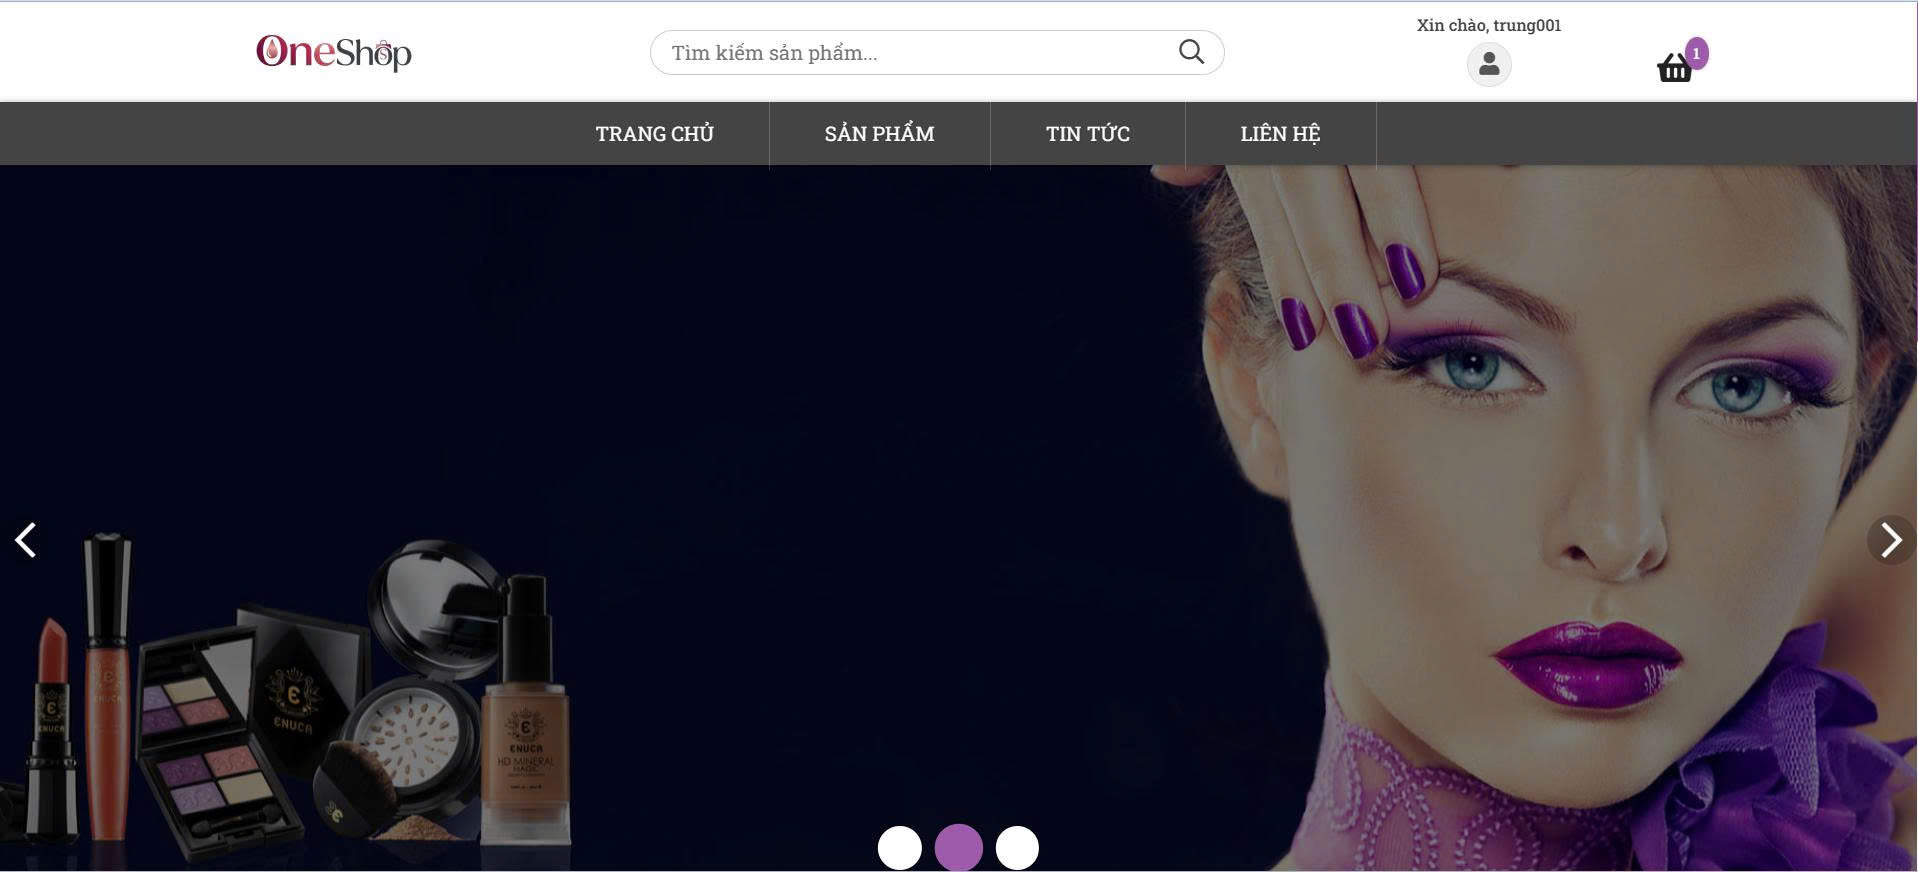 OneShop
Tìm kiếm sản phẩm...
Xin chào, trung001
1
TRANG CHỦ
SẢN PHẨM
TIN TỨC
LIÊN HỆ
ENUCA
ENUCA
ENUCA
ENUCA
HD MINERAL
MAGIC